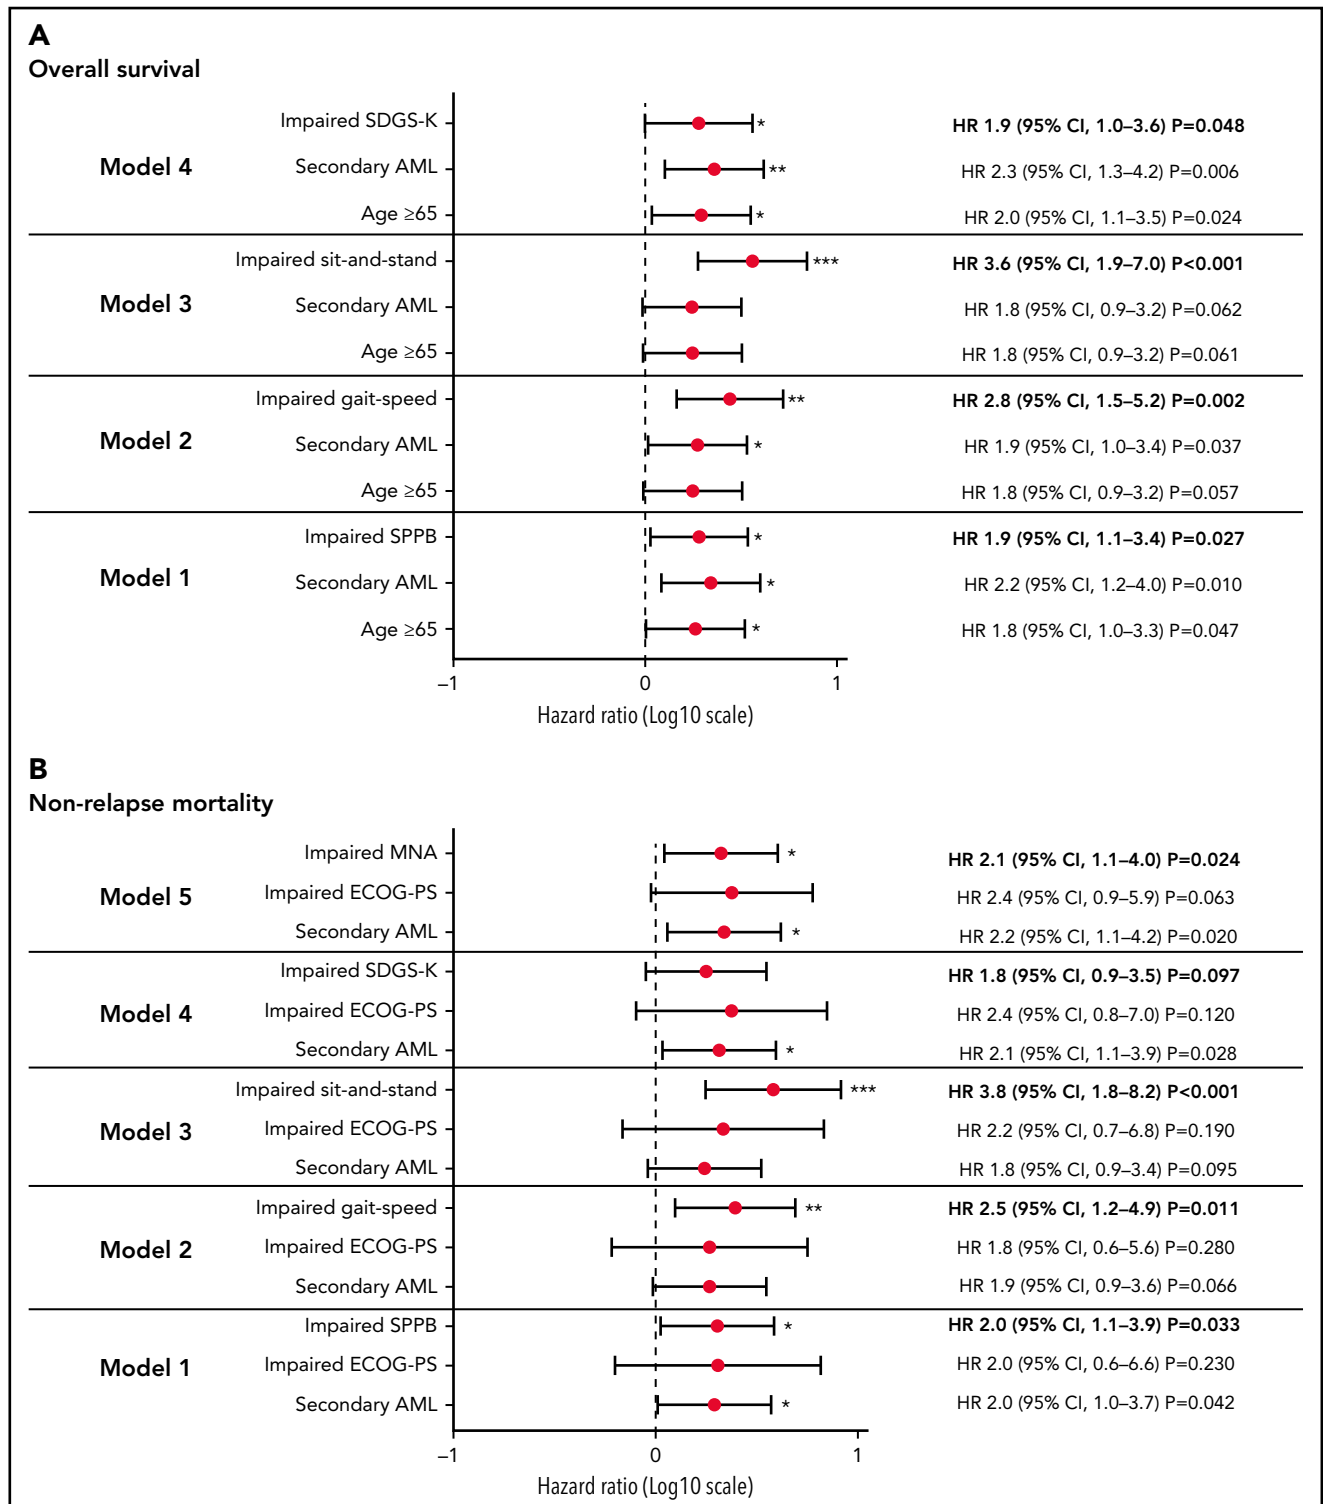 A
Overall survival
Impaired SDGS-K * HR 1.9 (95% CI, 1.0–3.6) P=0.048
Model 4 Secondary AML ** HR 2.3 (95% CI, 1.3–4.2) P=0.006
Age ≥65 * HR 2.0 (95% CI, 1.1–3.5) P=0.024
Impaired sit-and-stand *** HR 3.6 (95% CI, 1.9–7.0) P<0.001
Model 3 Secondary AML HR 1.8 (95% CI, 0.9–3.2) P=0.062
Age ≥65 HR 1.8 (95% CI, 0.9–3.2) P=0.061
Impaired gait-speed ** HR 2.8 (95% CI, 1.5–5.2) P=0.002
Model 2 Secondary AML * HR 1.9 (95% CI, 1.0–3.4) P=0.037
Age ≥65 HR 1.8 (95% CI, 0.9–3.2) P=0.057
Impaired SPPB * HR 1.9 (95% CI, 1.1–3.4) P=0.027
Model 1 Secondary AML * HR 2.2 (95% CI, 1.2–4.0) P=0.010
Age ≥65 * HR 1.8 (95% CI, 1.0–3.3) P=0.047
–1 0 1
Hazard ratio (Log10 scale)
B
Non-relapse mortality
Impaired MNA * HR 2.1 (95% CI, 1.1–4.0) P=0.024
Model 5 Impaired ECOG-PS HR 2.4 (95% CI, 0.9–5.9) P=0.063
Secondary AML * HR 2.2 (95% CI, 1.1–4.2) P=0.020
Impaired SDGS-K HR 1.8 (95% CI, 0.9–3.5) P=0.097
Model 4 Impaired ECOG-PS HR 2.4 (95% CI, 0.8–7.0) P=0.120
Secondary AML * HR 2.1 (95% CI, 1.1–3.9) P=0.028
Impaired sit-and-stand *** HR 3.8 (95% CI, 1.8–8.2) P<0.001
Model 3 Impaired ECOG-PS HR 2.2 (95% CI, 0.7–6.8) P=0.190
Secondary AML HR 1.8 (95% CI, 0.9–3.4) P=0.095
Impaired gait-speed ** HR 2.5 (95% CI, 1.2–4.9) P=0.011
Model 2 Impaired ECOG-PS HR 1.8 (95% CI, 0.6–5.6) P=0.280
Secondary AML HR 1.9 (95% CI, 0.9–3.6) P=0.066
Impaired SPPB * HR 2.0 (95% CI, 1.1–3.9) P=0.033
Model 1 Impaired ECOG-PS HR 2.0 (95% CI, 0.6–6.6) P=0.230
Secondary AML * HR 2.0 (95% CI, 1.0–3.7) P=0.042
–1 0 1
Hazard ratio (Log10 scale)